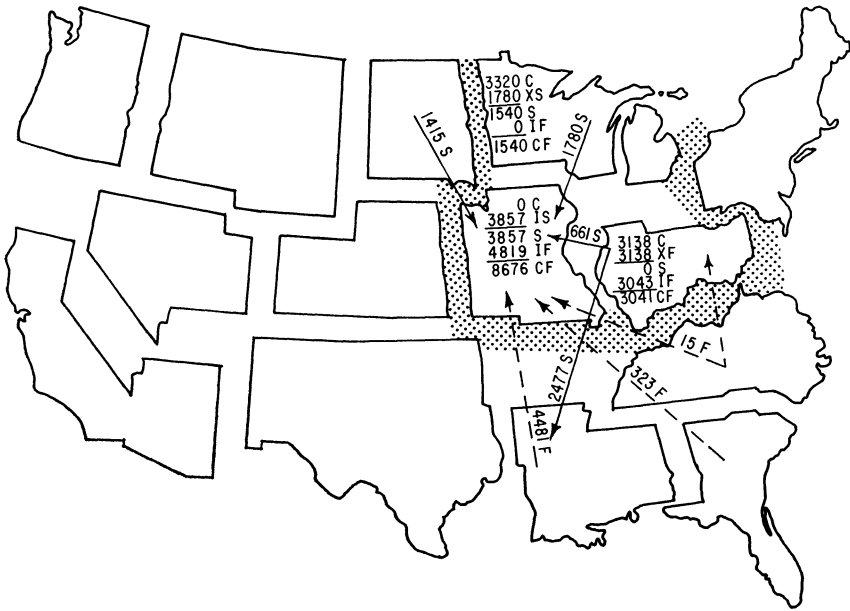 3320 C
1780 XS
1540 S
0 IF
1540 CF
1415 S
1780 S
0 C
3857 IS
3857 S
4819 IF
8676 CF
661 S
3138 C
3138 XF
0 S
3043 IF
3041 CF
15 F
323 F
2477 S
4481 F